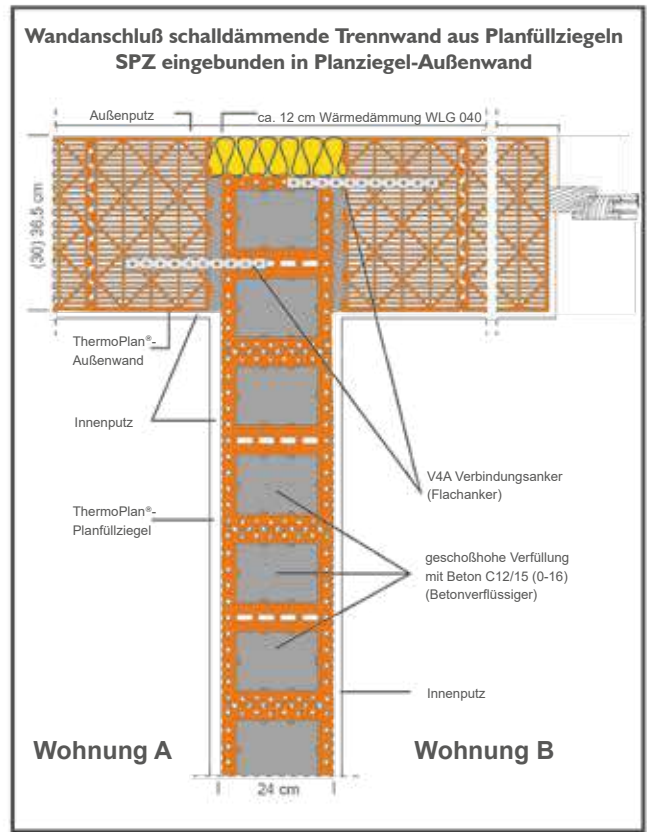 Wandanschluß schalldämmende Trennwand aus Planfüllziegeln
SPZ eingebunden in Planziegel-Außenwand
Außenputz
ca. 12 cm Wärmedämmung WLG 040
(30) 36,5 cm
ThermoPlan®-
Außenwand
Innenputz
V4A Verbindungsanker
(Flachanker)
ThermoPlan®-
Planfüllziegel
geschoßhohe Verfüllung
mit Beton C12/15 (0-16)
(Betonverflüssiger)
Innenputz
Wohnung A
Wohnung B
24 cm